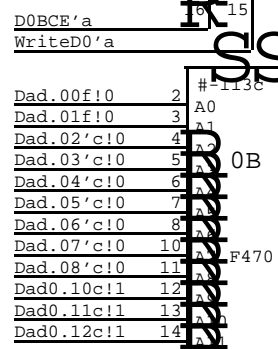 16 15
D0BCE'a
WriteD0'a
SS
#-113c
Dad.00f!0 2 A0
Dad.01f!0 3 A1
Dad.02'c!0 4
Dad.03'c!0 5 0B
Dad.04'c!0 6
Dad.05'c!0 7
Dad.06'c!0 8
Dad.07'c!0 10 F470
Dad.08'c!0 11
Dad0.10c!1 12
Dad0.11c!1 13
Dad0.12c!1 14